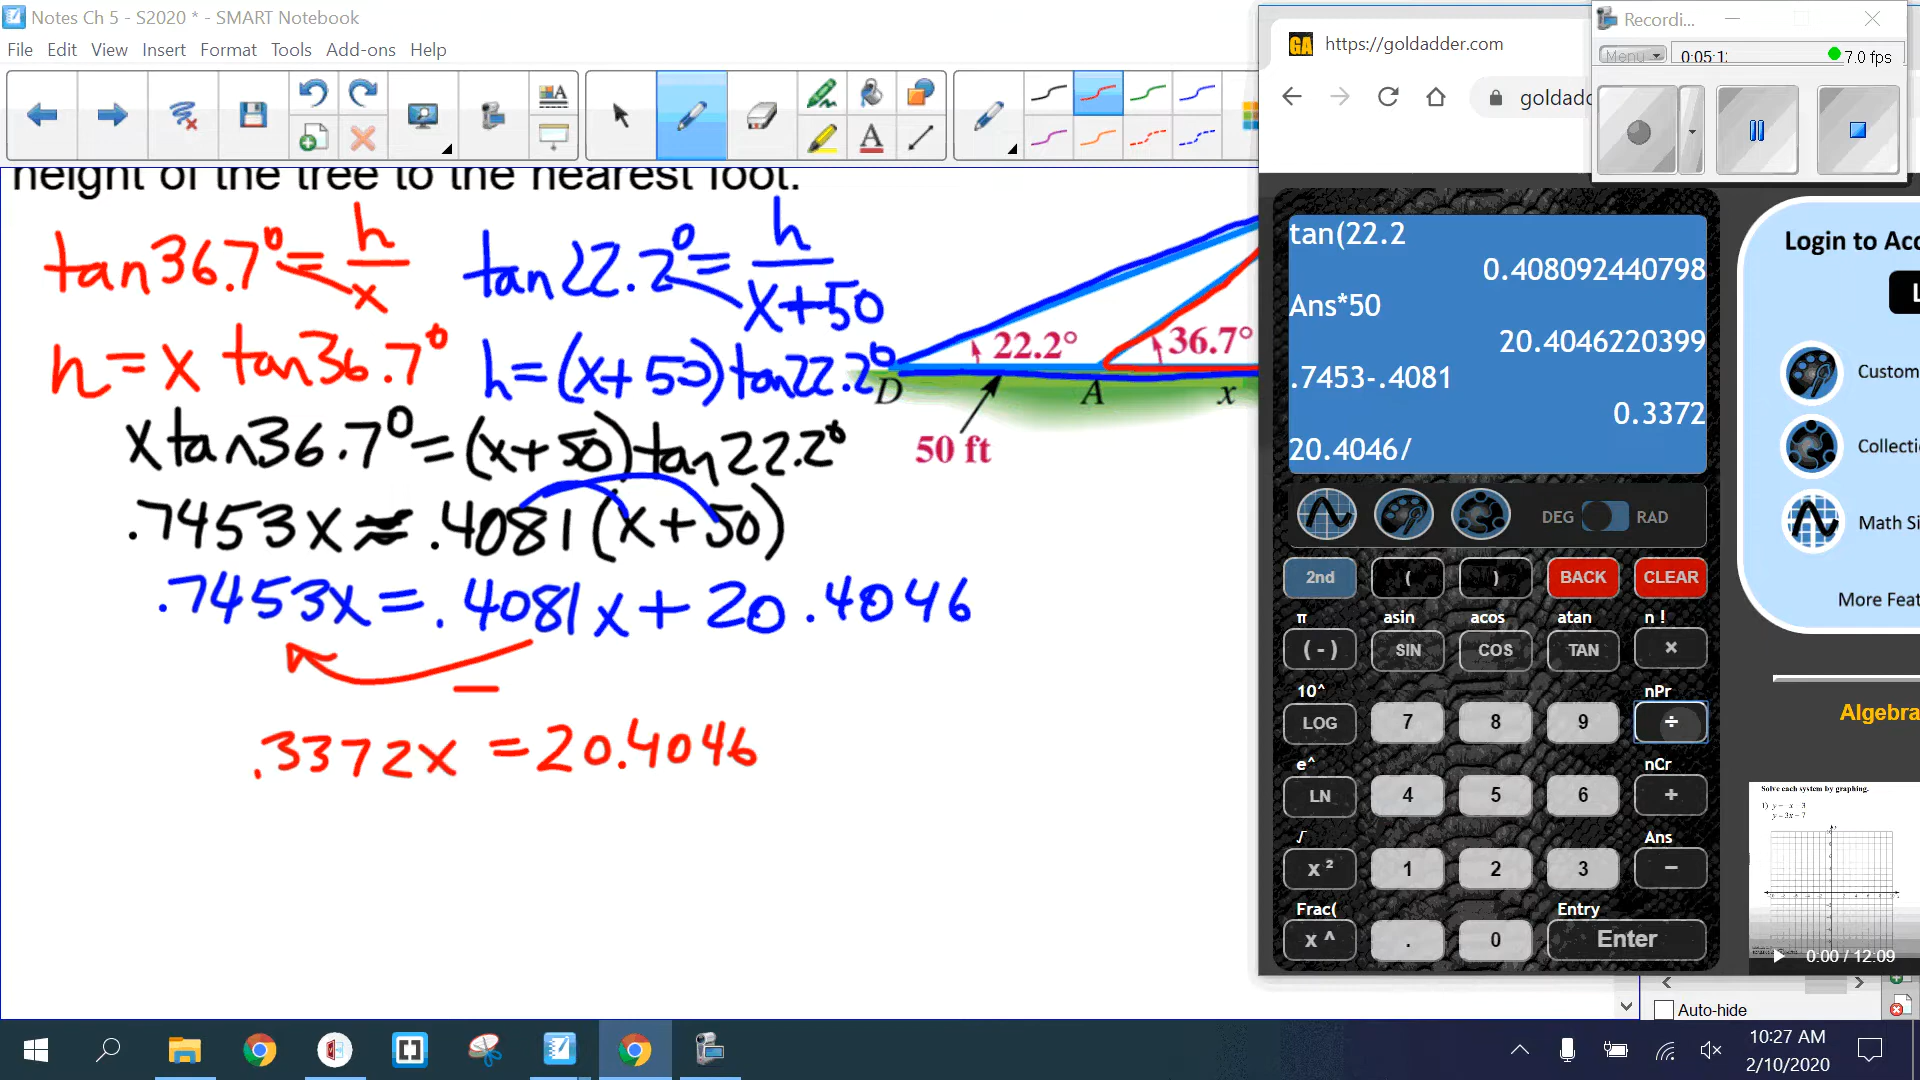 Notes Ch 5 - S2020 * - SMART Notebook
File Edit View Insert Format Tools Add-ons Help
https://goldadder.com
Recordi...
Menu
7.0 fps
height of the tree to the nearest foot.
tan36.7° = h/x
tan22.2° = h/x+50
h = x tan36.7°
h=(x+50)tan22.2°
xtan36.7° = (x+50)tan22.2°
.7453x ≈ .4081(x+50)
.7453x = .4081x + 20.4046
−
.3372x = 20.4046
22.2°
36.7°
D
A
x
50 ft
tan(22.2
0.408092440798
Ans*50
20.4046220399
.7453-.4081
0.3372
20.4046/
DEG RAD
2nd ( ) BACK CLEAR
π asin acos atan n !
(-) SIN COS TAN ×
10^ nPr
LOG 7 8 9 ÷
e^ nCr
LN 4 5 6 +
√ Ans
x ² 1 2 3 −
Frac( Entry
x ^ . 0 Enter
Login to Acc
L
Custom
Collecti
Math Si
More Feat
Algebra
Solve each system by graphing.
0:00 / 12:09
Auto-hide
10:27 AM
2/10/2020